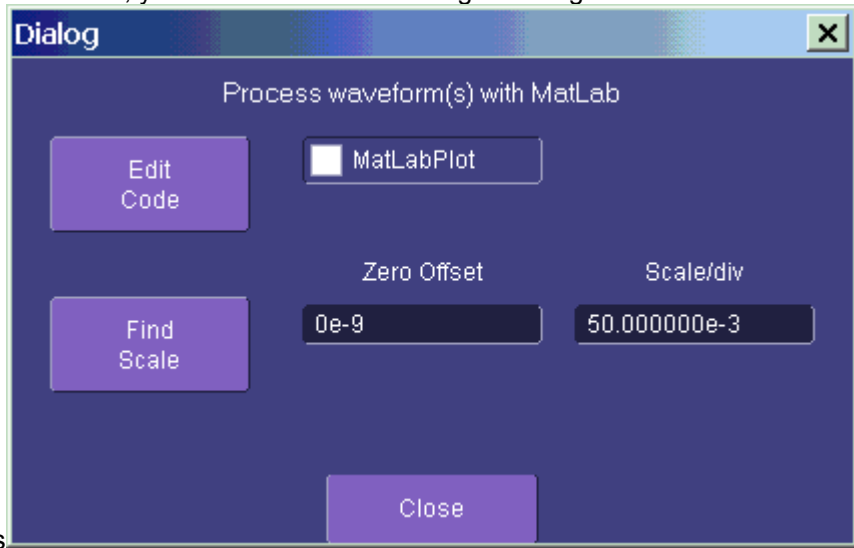 Dialog
Process waveform(s) with MatLab
Edit
Code
MatLabPlot
Zero Offset
Scale/div
Find
Scale
0e-9
50.000000e-3
Close
s